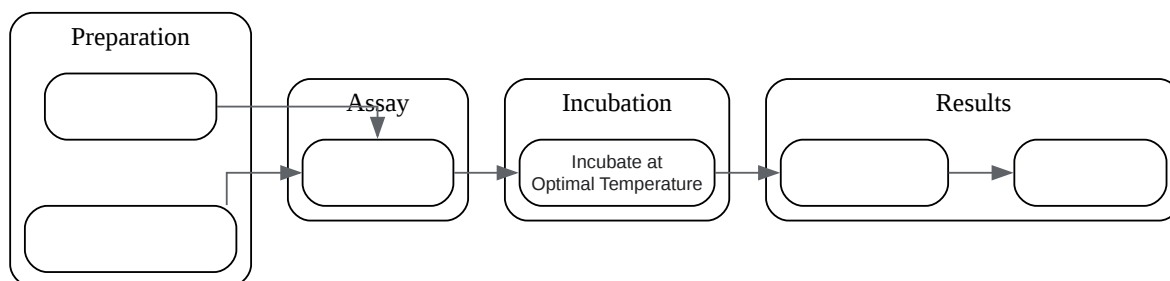 Preparation
Assay
Incubation
Incubate at
Optimal Temperature
Results